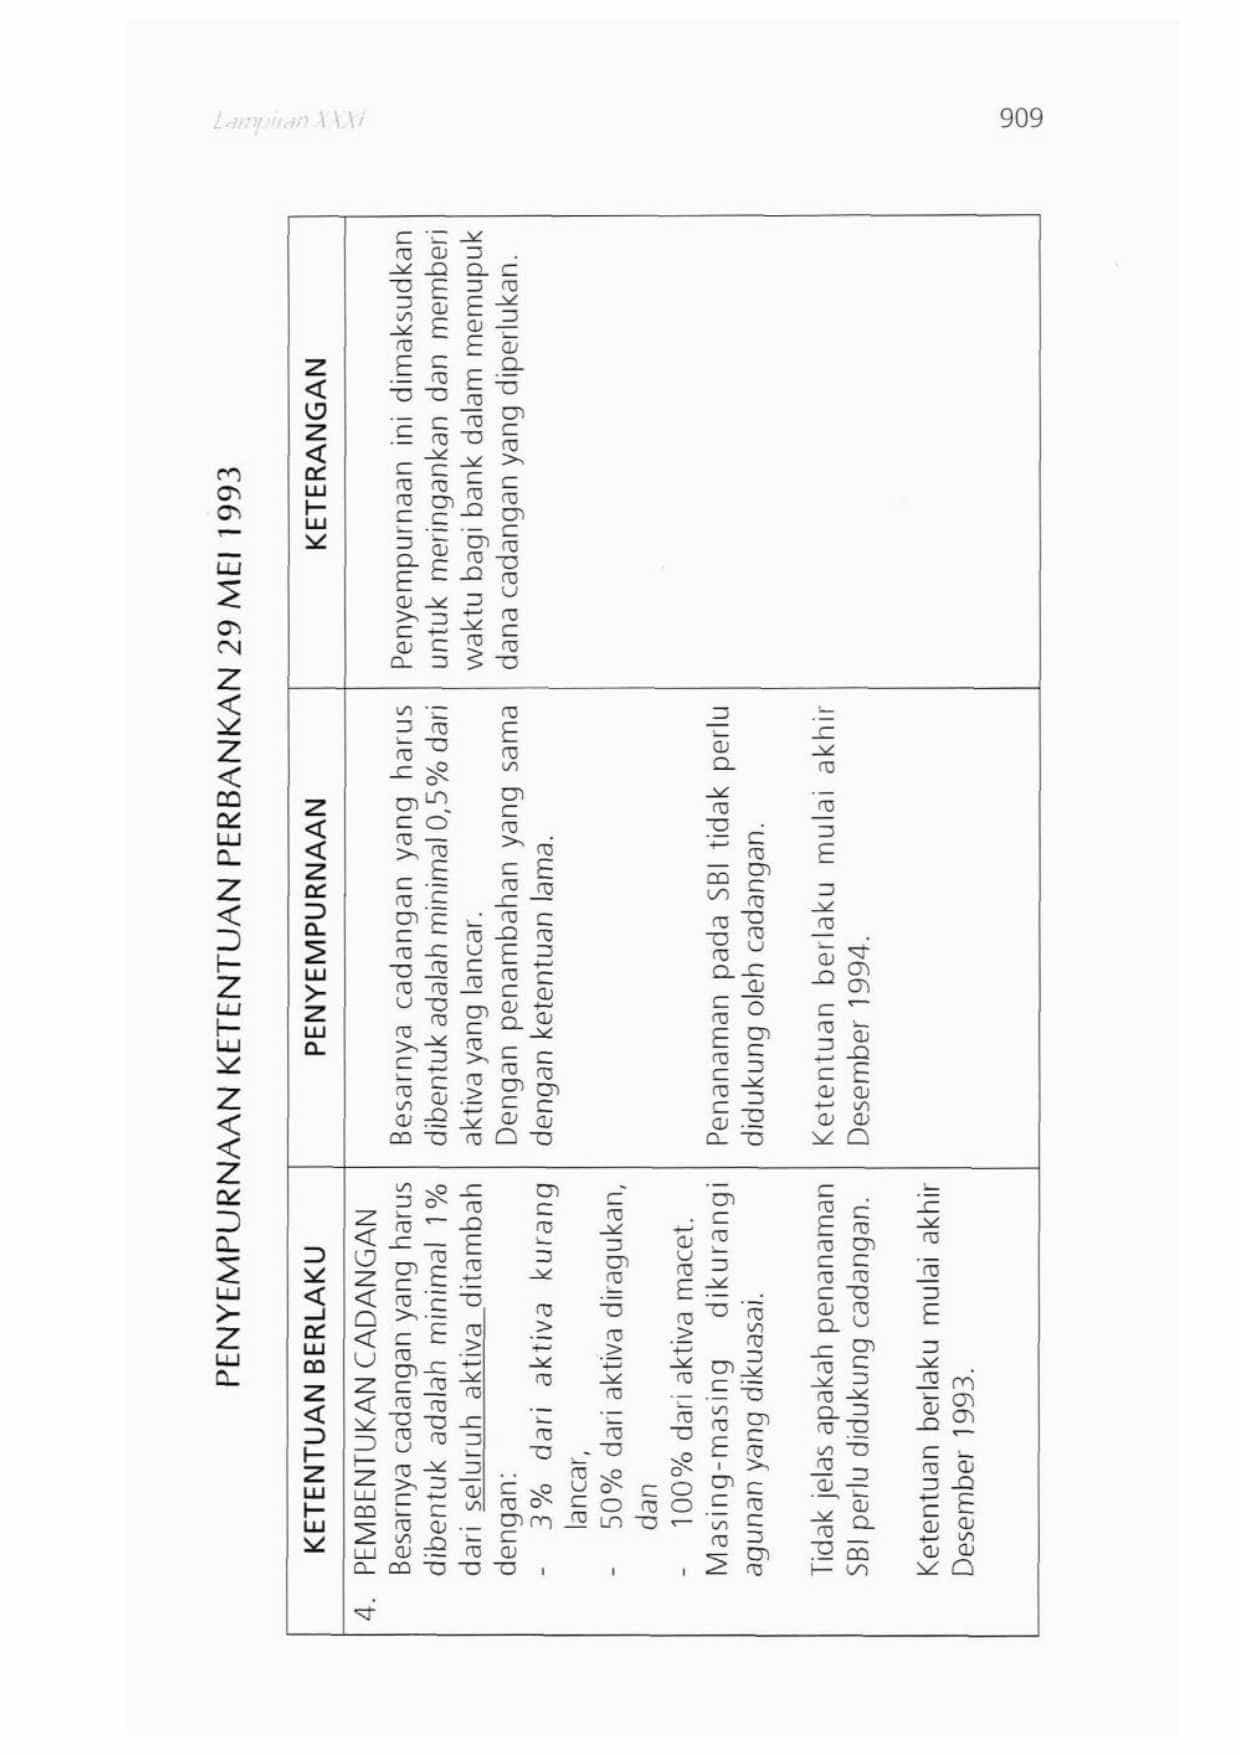 Lampiran XXXI
909
PENYEMPURNAAN KETENTUAN PERBANKAN 29 MEI 1993
KETENTUAN BERLAKU
4. PEMBENTUKAN CADANGAN
Besarnya cadangan yang harus
dibentuk adalah minimal 1%
dari seluruh aktiva ditambah
dengan:
- 3% dari aktiva kurang
lancar,
- 50% dari aktiva diragukan,
dan
- 100% dari aktiva macet.
Masing-masing dikurangi
agunan yang dikuasai.
Tidak jelas apakah penanaman
SBI perlu didukung cadangan.
Ketentuan berlaku mulai akhir
Desember 1993.
PENYEMPURNAAN
Besarnya cadangan yang harus
dibentuk adalah minimal 0,5% dari
aktiva yang lancar.
Dengan penambahan yang sama
dengan ketentuan lama.
Penanaman pada SBI tidak perlu
didukung oleh cadangan.
Ketentuan berlaku mulai akhir
Desember 1994.
KETERANGAN
Penyempurnaan ini dimaksudkan
untuk meringankan dan memberi
waktu bagi bank dalam memupuk
dana cadangan yang diperlukan.